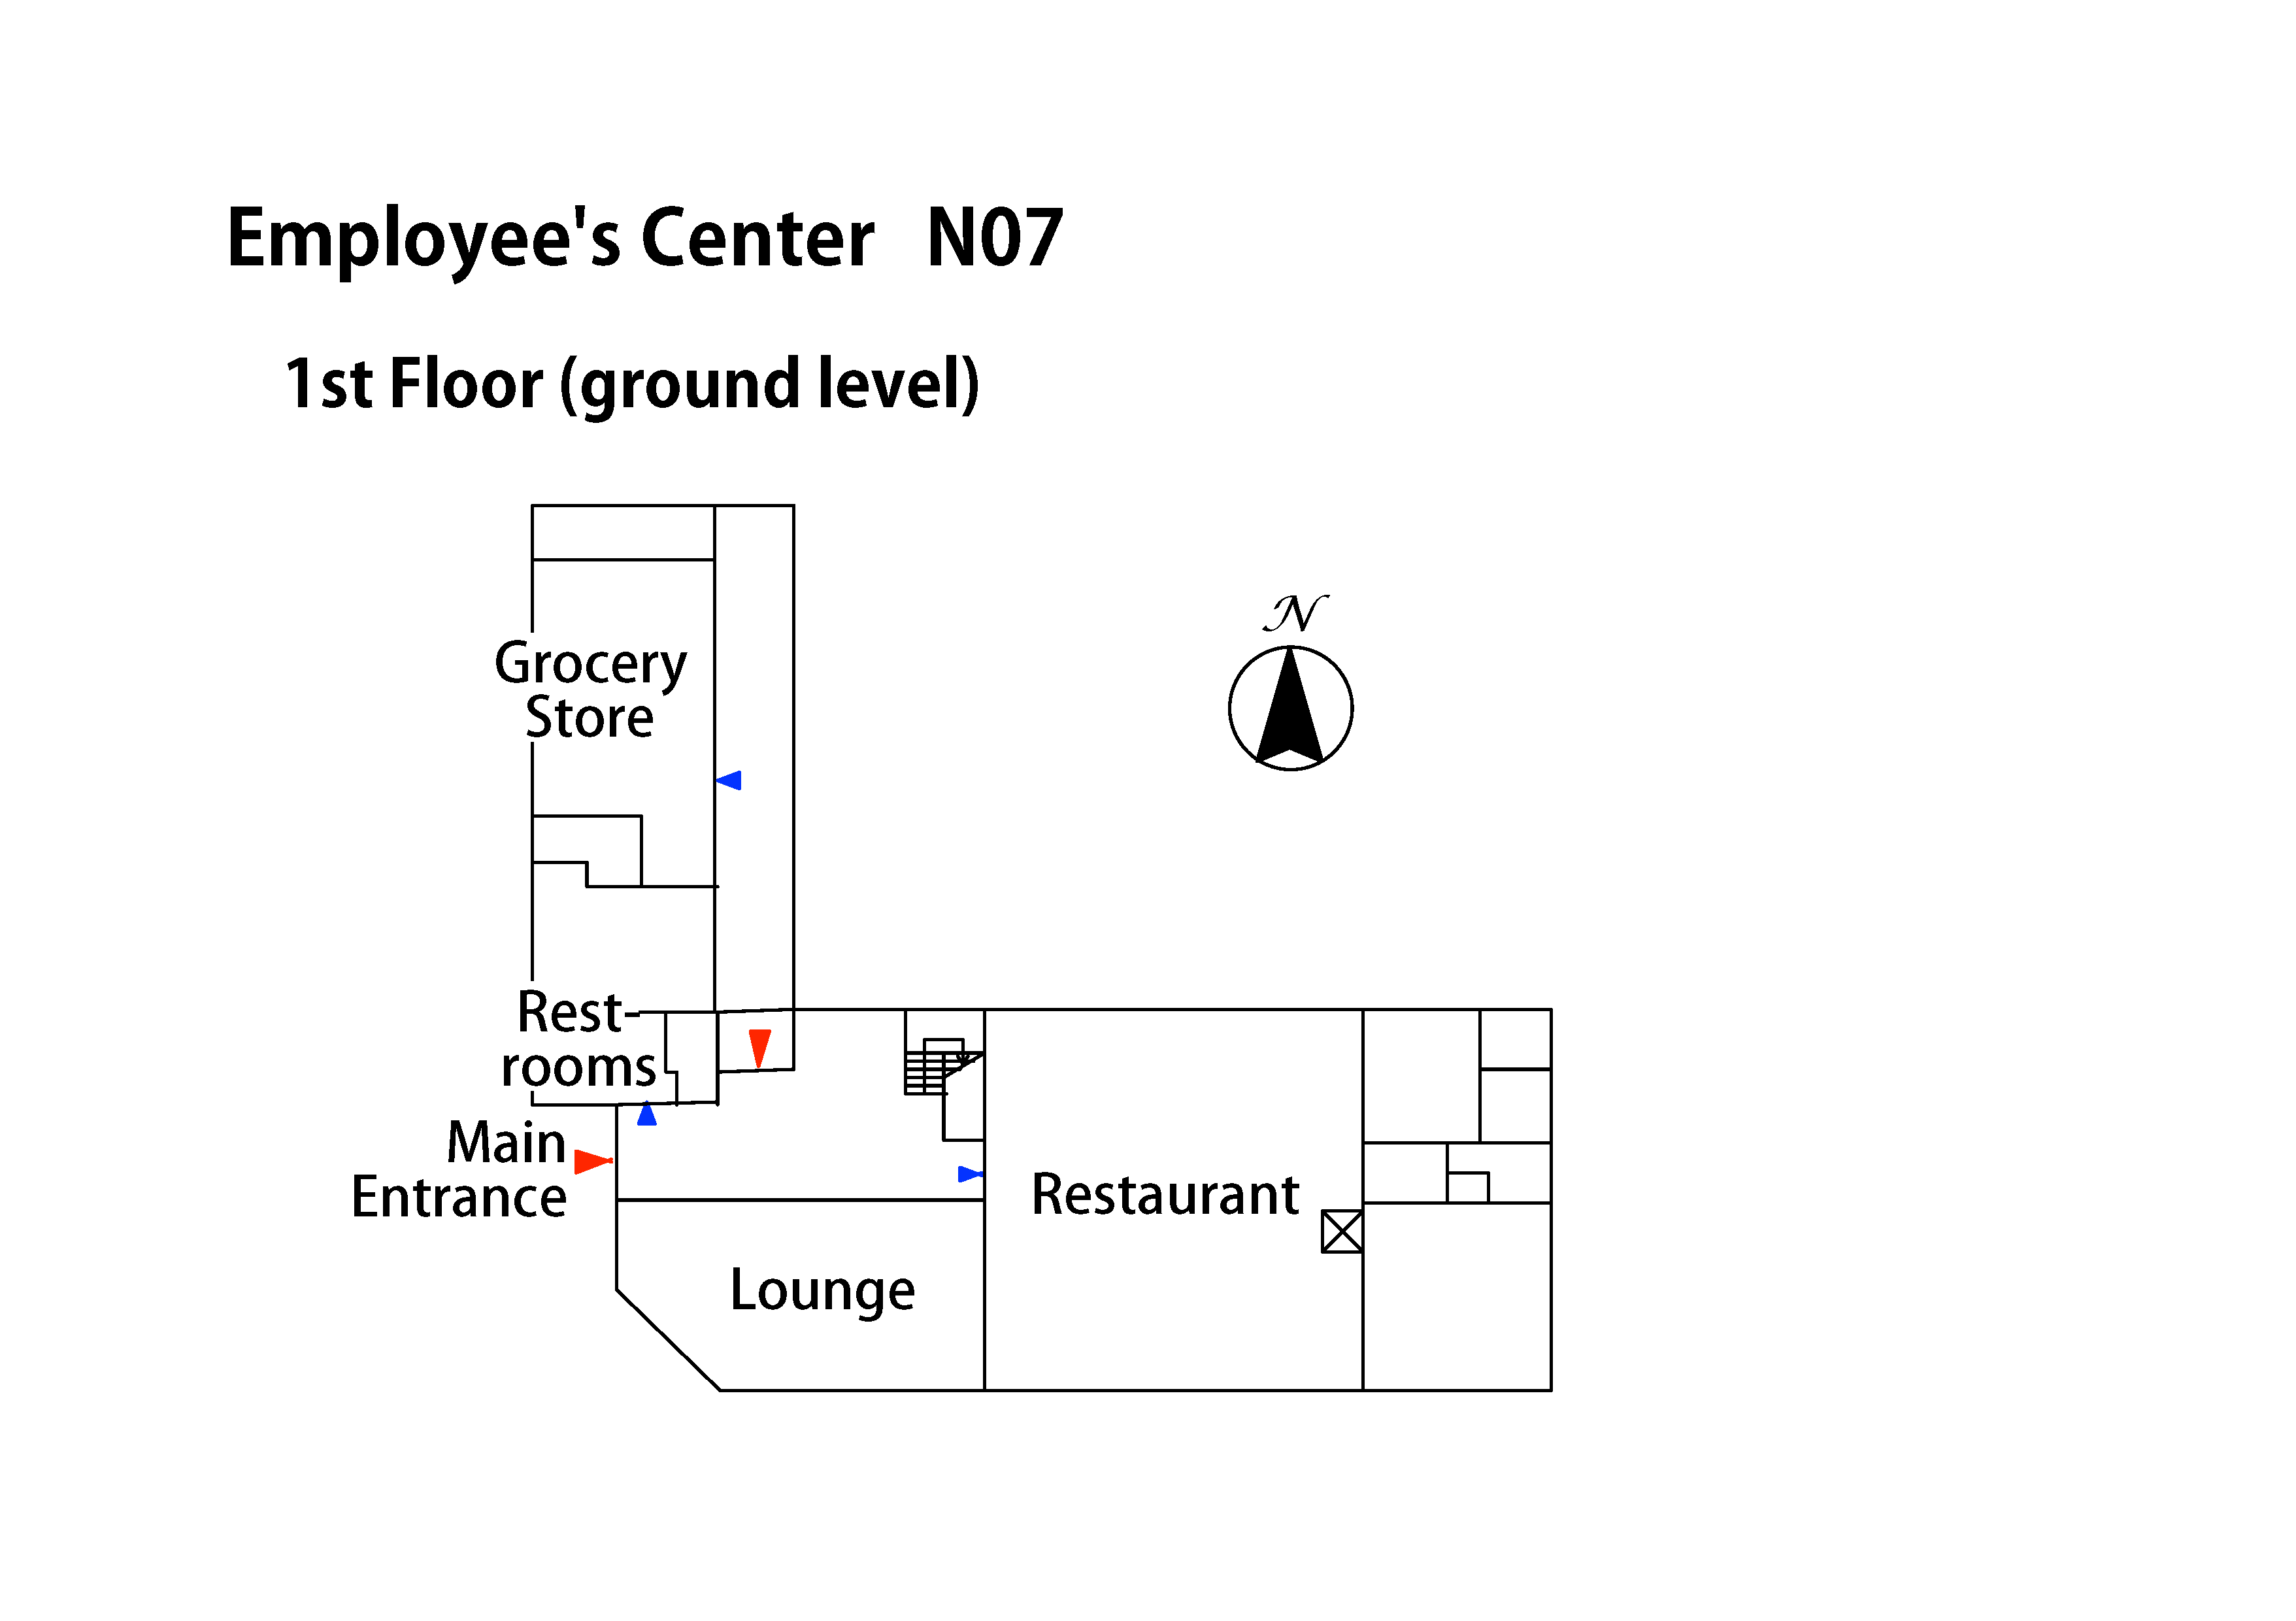 Employee's Center N07
1st Floor (ground level)
N
Grocery
Store
Rest-
rooms
Main
Entrance
Restaurant
Lounge